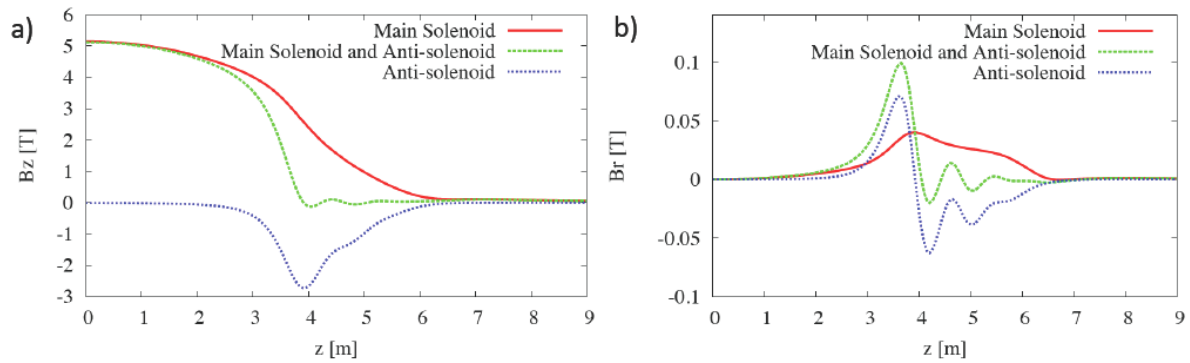 a)
6
5
4
3
2
1
0
-1
-2
-3
Bz [T]
Main Solenoid
Main Solenoid and Anti-solenoid
Anti-solenoid
0 1 2 3 4 5 6 7 8 9
z [m]
b)
0.1
0.05
0
-0.05
-0.1
Br [T]
Main Solenoid
Main Solenoid and Anti-solenoid
Anti-solenoid
0 1 2 3 4 5 6 7 8 9
z [m]